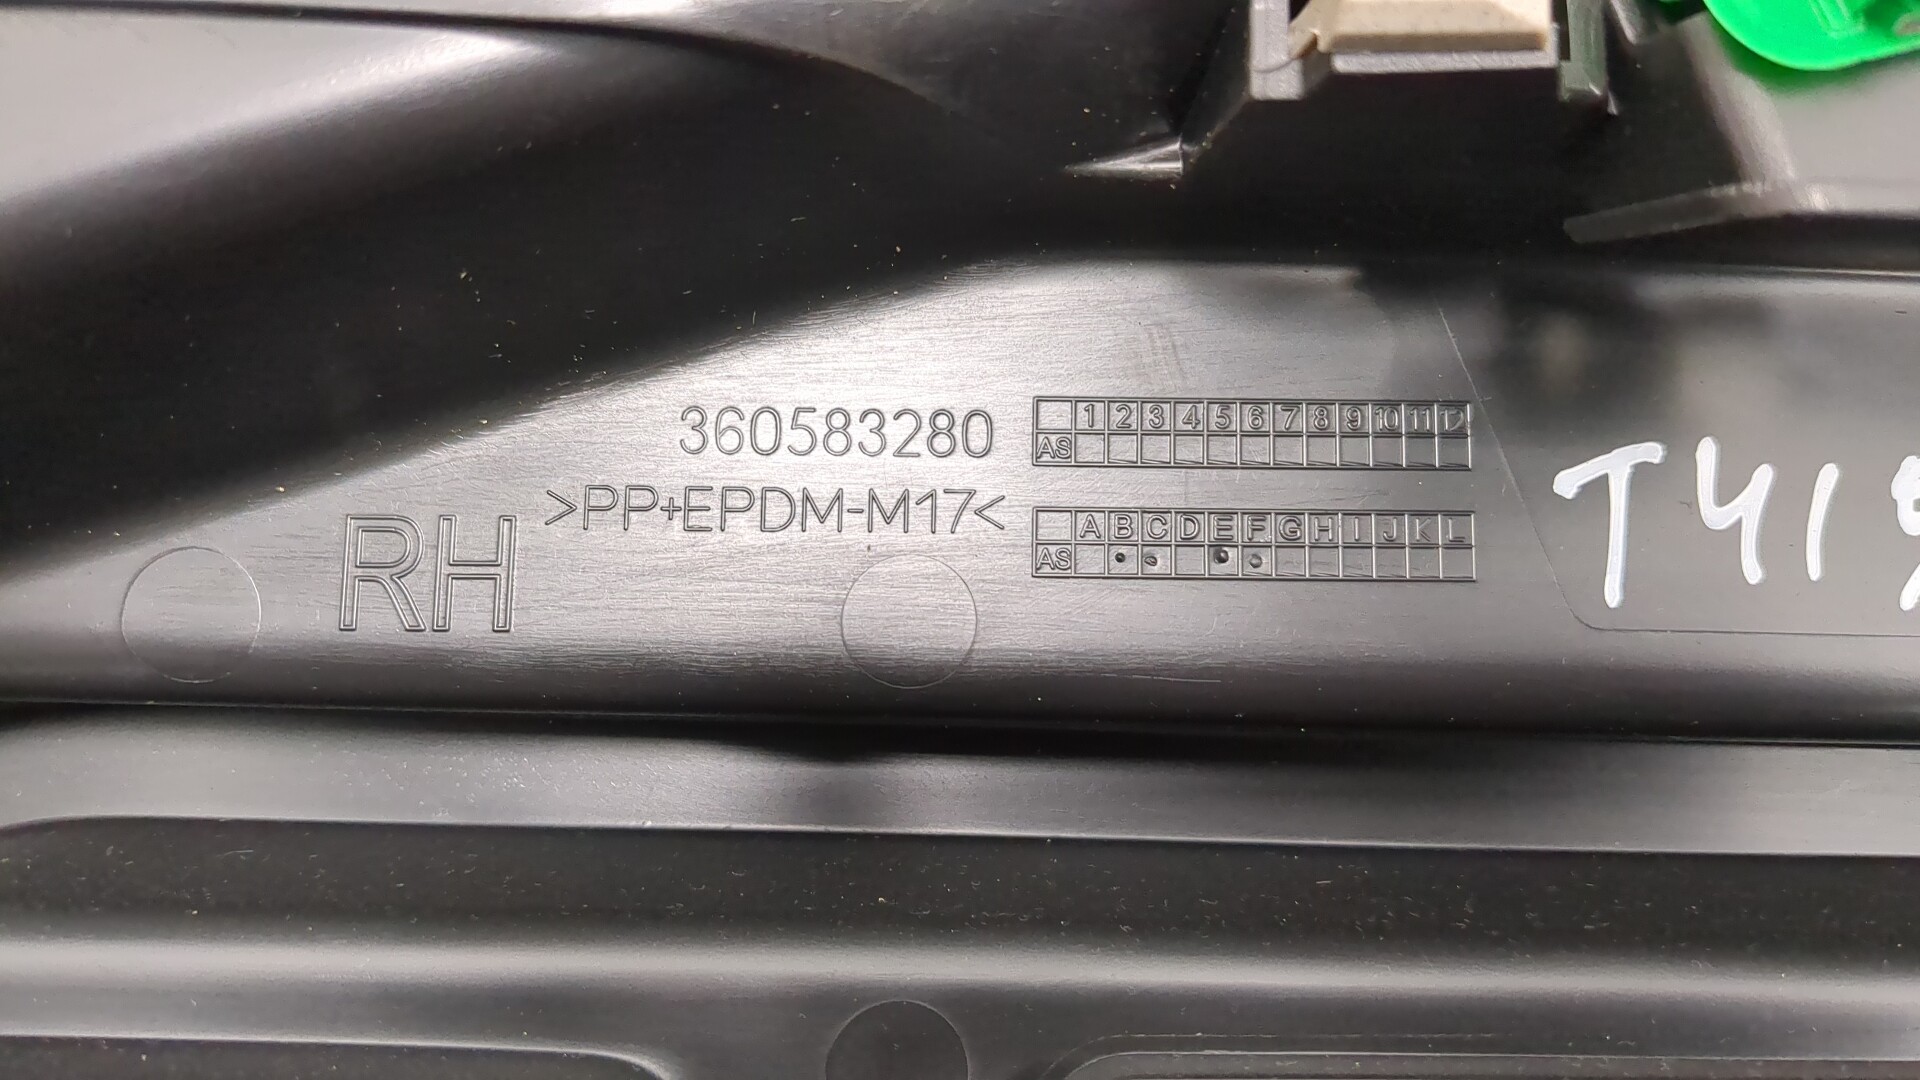 360583280
>PP+EPDM-M17<
RH
1 2 3 4 5 6 7 8 9 10 11 12
AS
A B C D E F G H I J K L
AS
T419